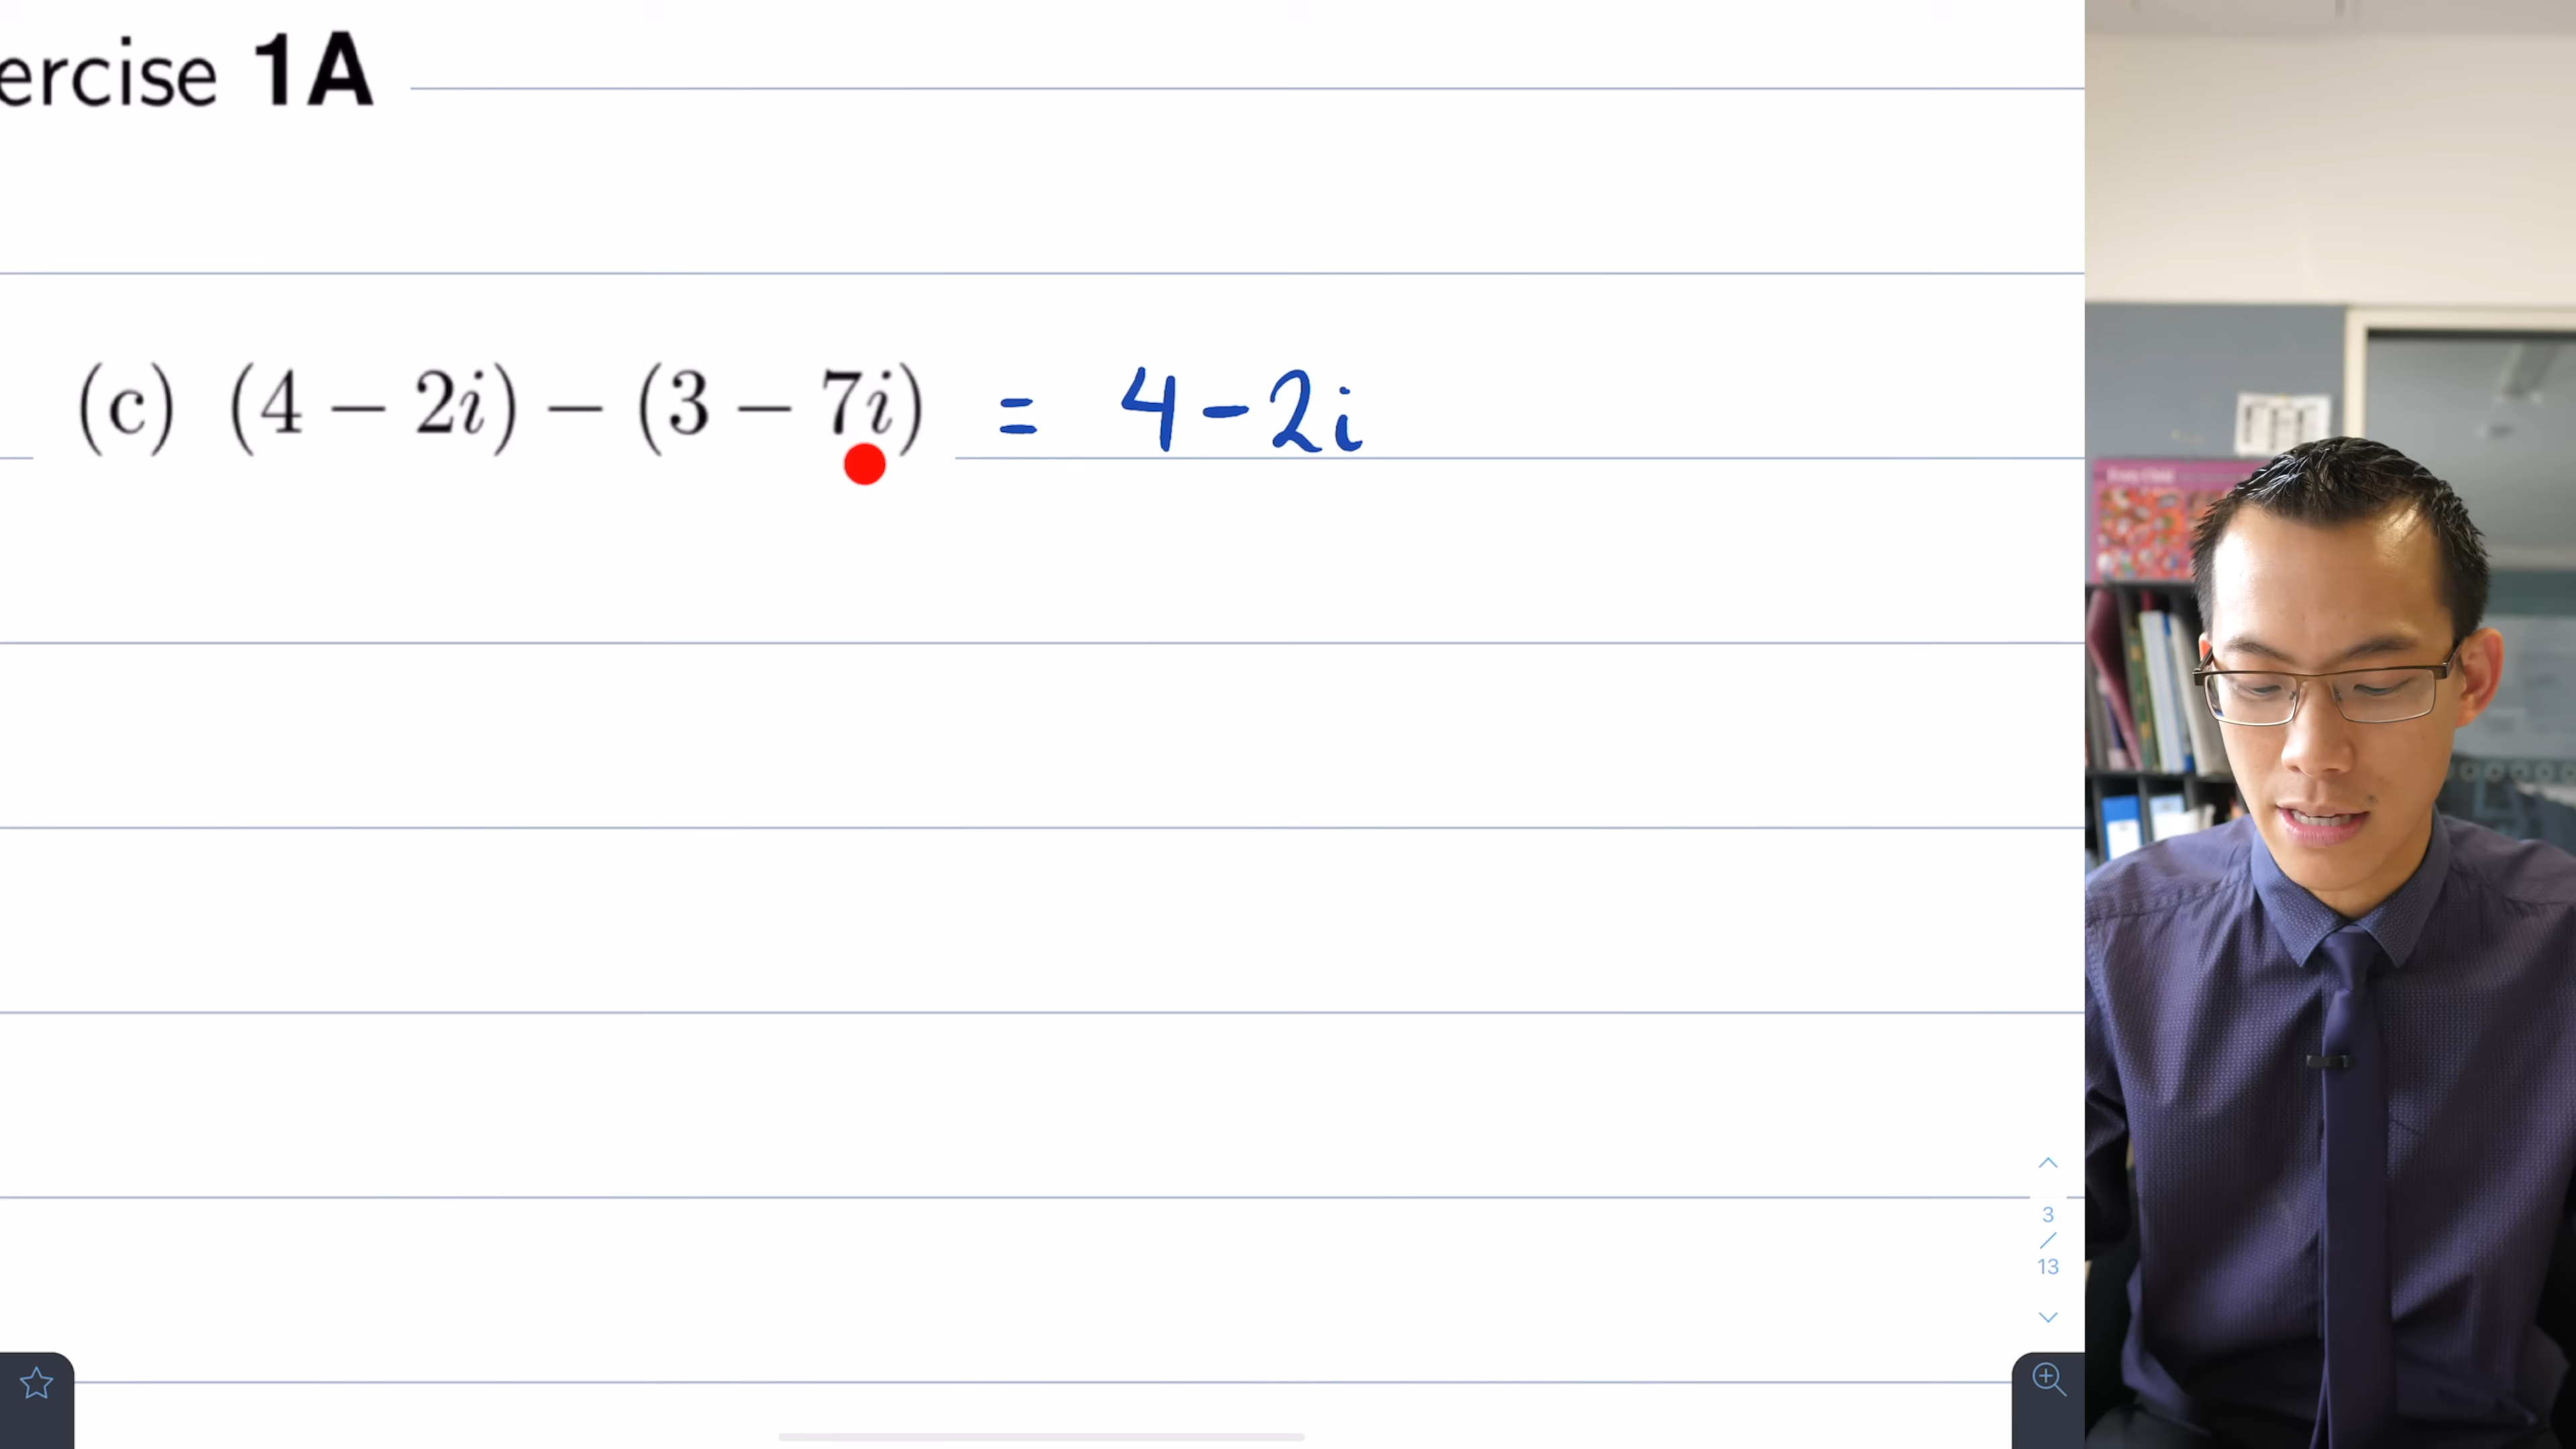 ercise 1A
(c) (4 − 2i) − (3 − 7i) = 4 - 2i
3
/
13